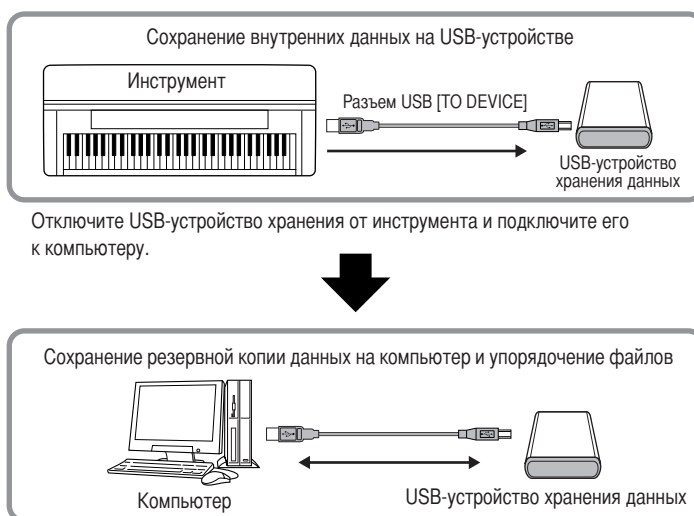 Сохранение внутренних данных на USB-устройстве
Инструмент
Разъем USB [TO DEVICE]
USB-устройство
хранения данных
Отключите USB-устройство хранения от инструмента и подключите его
к компьютеру.
Сохранение резервной копии данных на компьютер и упорядочение файлов
Компьютер
USB-устройство хранения данных